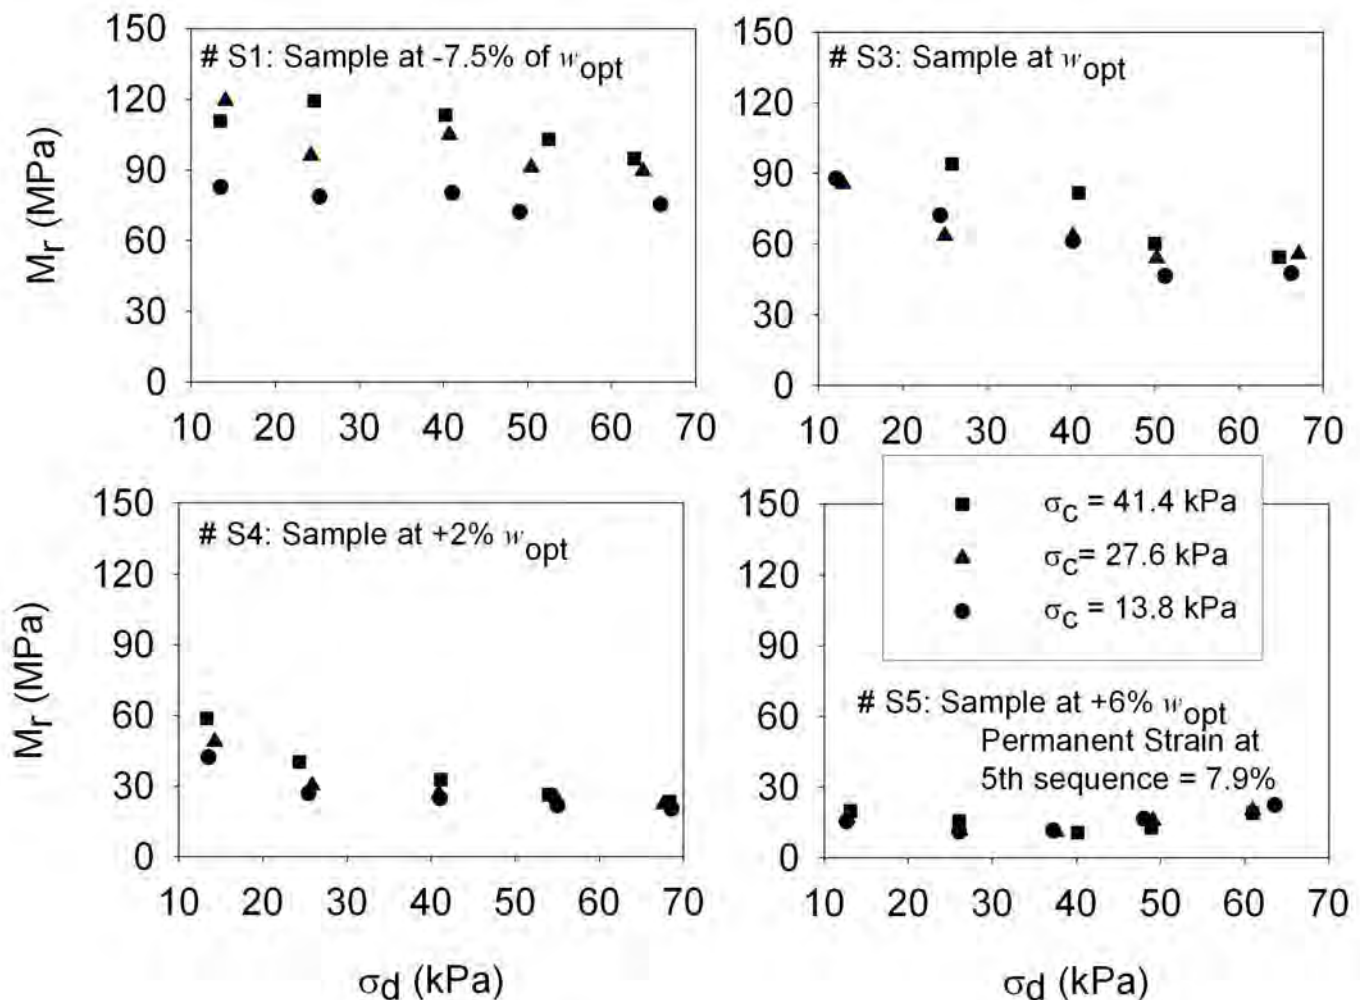 # S1: Sample at -7.5% of wopt
150
120
90
60
30
0
Mr (MPa)
10 20 30 40 50 60 70
# S3: Sample at wopt
150
120
90
60
30
0
10 20 30 40 50 60 70
# S4: Sample at +2% wopt
150
120
90
60
30
0
Mr (MPa)
10 20 30 40 50 60 70
σd (kPa)
σc = 41.4 kPa
σc= 27.6 kPa
σc = 13.8 kPa
150
120
90
60
30
0
# S5: Sample at +6% wopt
Permanent Strain at
5th sequence = 7.9%
10 20 30 40 50 60 70
σd (kPa)